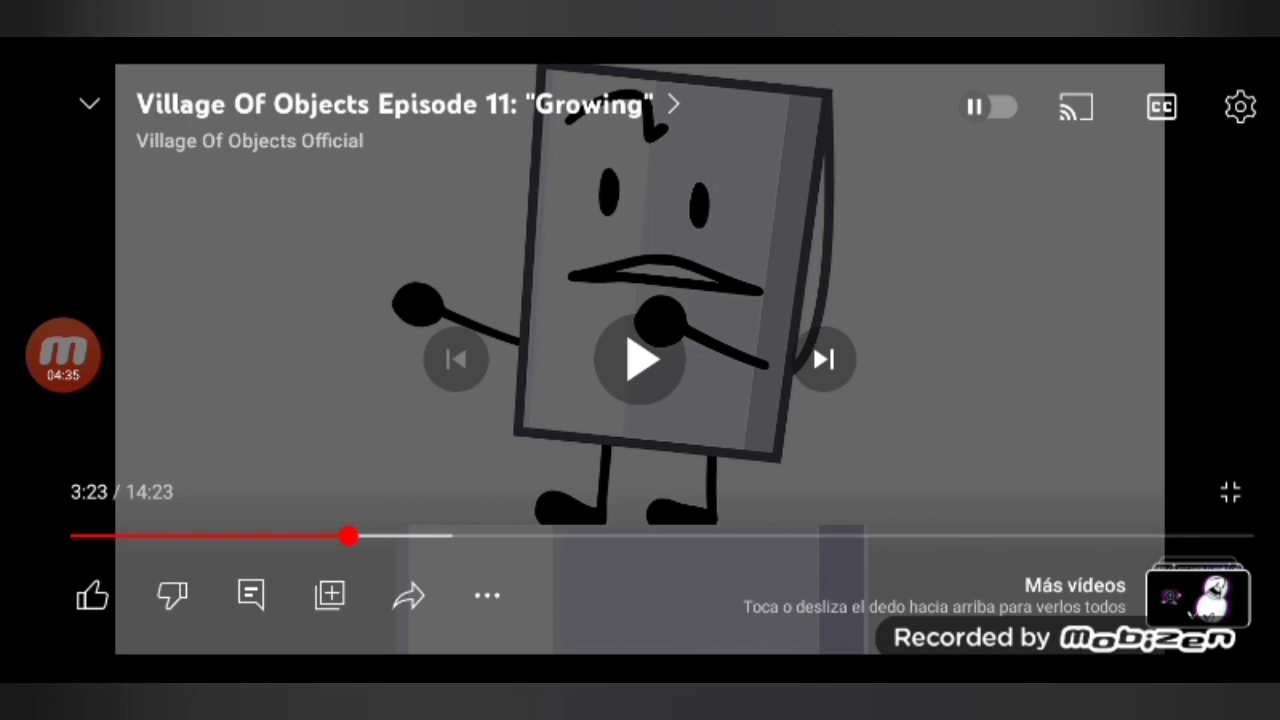 Village Of Objects Episode 11: "Growing"
Village Of Objects Official
CC
04:35
3:23 / 14:23
Más vídeos
Toca o desliza el dedo hacia arriba para verlos todos
Recorded by mobizen